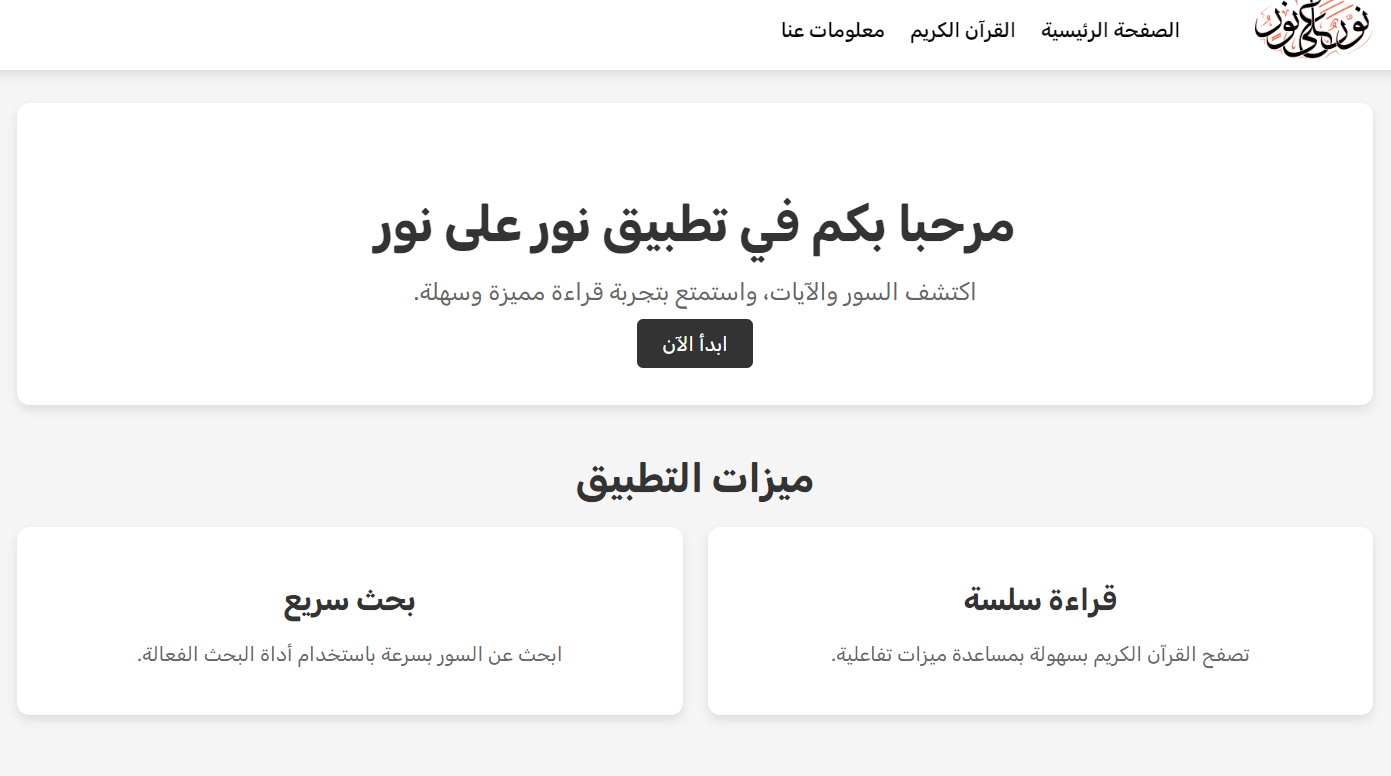 نور على نور
الصفحة الرئيسية
القرآن الكريم
معلومات عنا
مرحبا بكم في تطبيق نور على نور
اكتشف السور والآيات، واستمتع بتجربة قراءة مميزة وسهلة.
ابدأ الآن
ميزات التطبيق
قراءة سلسة
تصفح القرآن الكريم بسهولة بمساعدة ميزات تفاعلية.
بحث سريع
ابحث عن السور بسرعة باستخدام أداة البحث الفعالة.